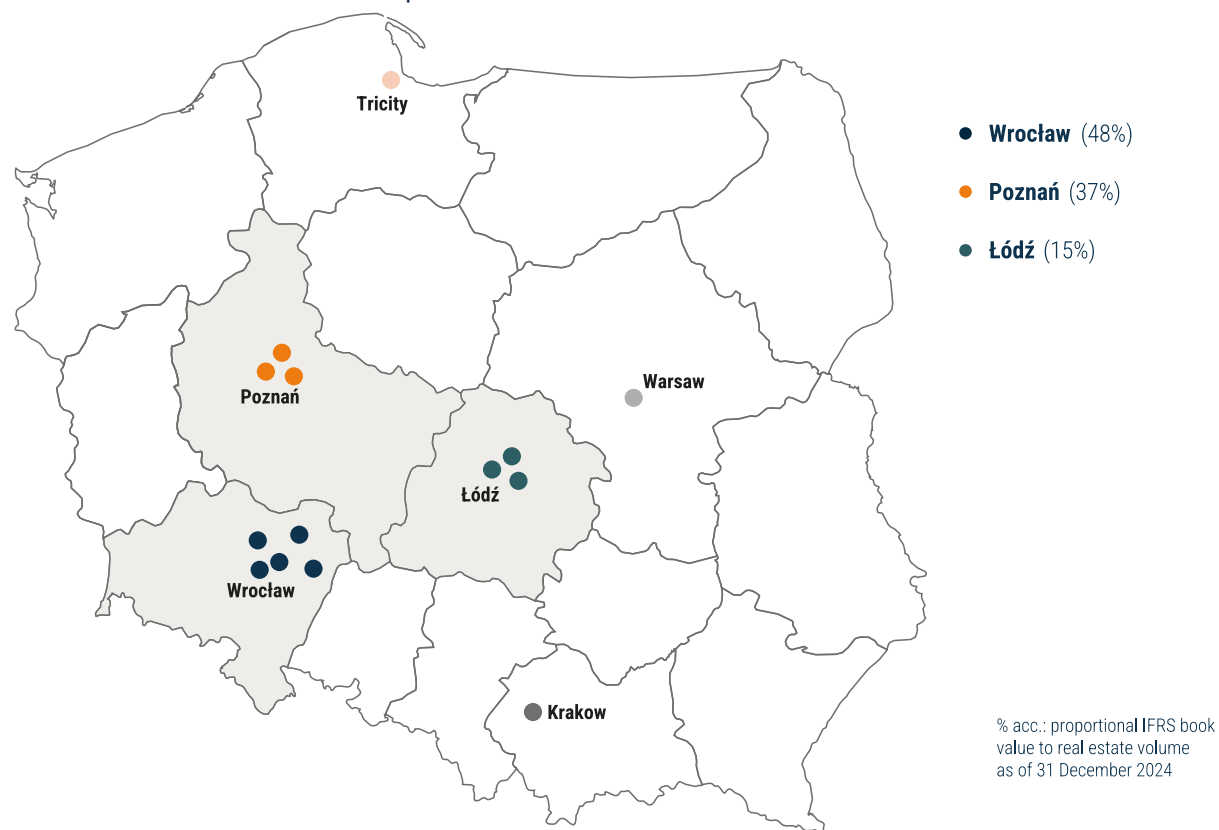 Tricity
Wrocław (48%)
Poznań (37%)
Łódź (15%)
Warsaw
Poznań
Łódź
Wrocław
Krakow
% acc.: proportional IFRS book
value to real estate volume
as of 31 December 2024